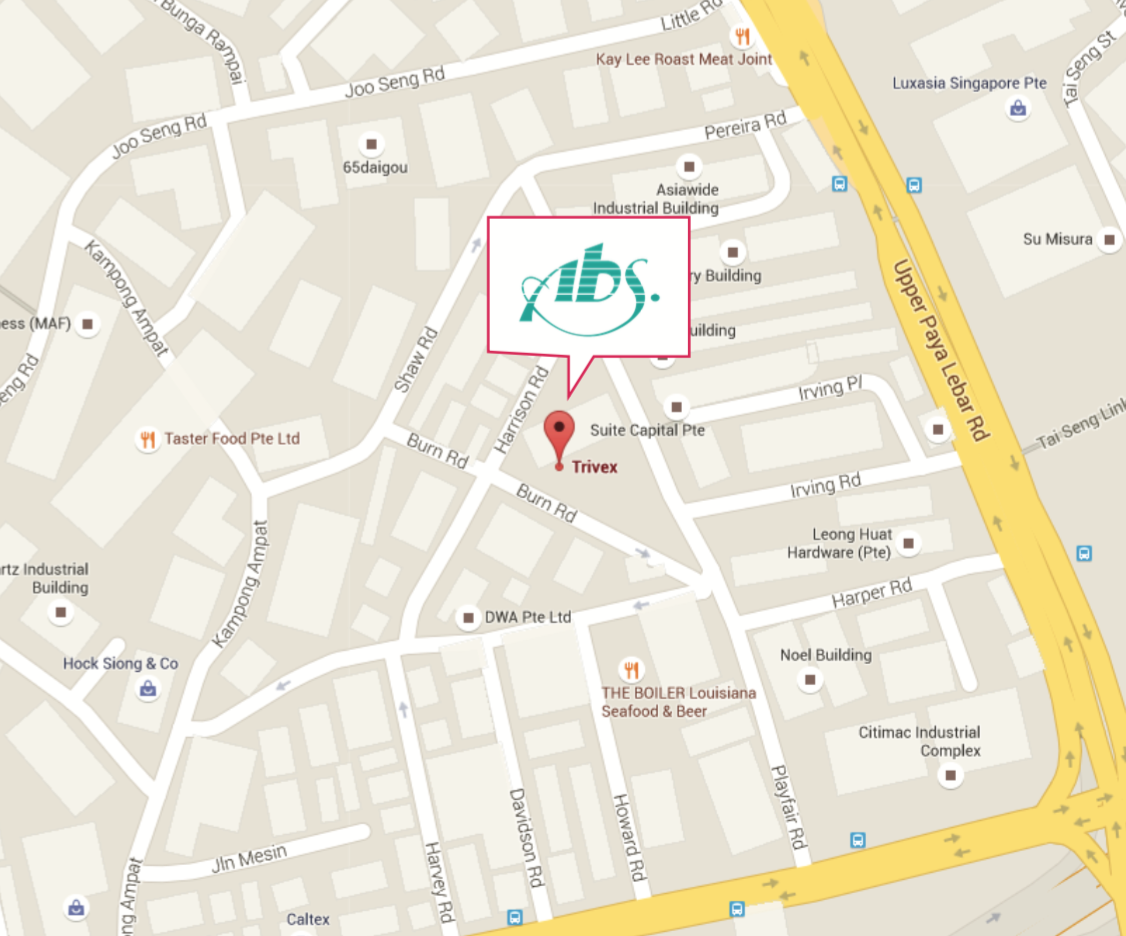 Bunga Rampai
Little Rd
Kay Lee Roast Meat Joint
Joo Seng Rd
Tai Seng St
Luxasia Singapore Pte
Joo Seng Rd
Pereira Rd
65daigou
Asiawide
Industrial Building
Su Misura
Kampong Ampat
abs.
ry Building
Upper Paya Lebar Rd
ess (MAF)
uilding
Shaw Rd
eng Rd
Harrison Rd
Irving Pl
Suite Capital Pte
Taster Food Pte Ltd
Burn Rd
Tai Seng Link
Trivex
Irving Rd
Burn Rd
Leong Huat
Hardware (Pte)
Kampong Ampat
rtz Industrial
Building
Harper Rd
DWA Pte Ltd
Hock Siong & Co
Noel Building
THE BOILER Louisiana
Seafood & Beer
Citimac Industrial
Complex
Playfair Rd
Davidson Rd
Howard Rd
Harvey Rd
Jln Mesin
ong Ampat
Caltex